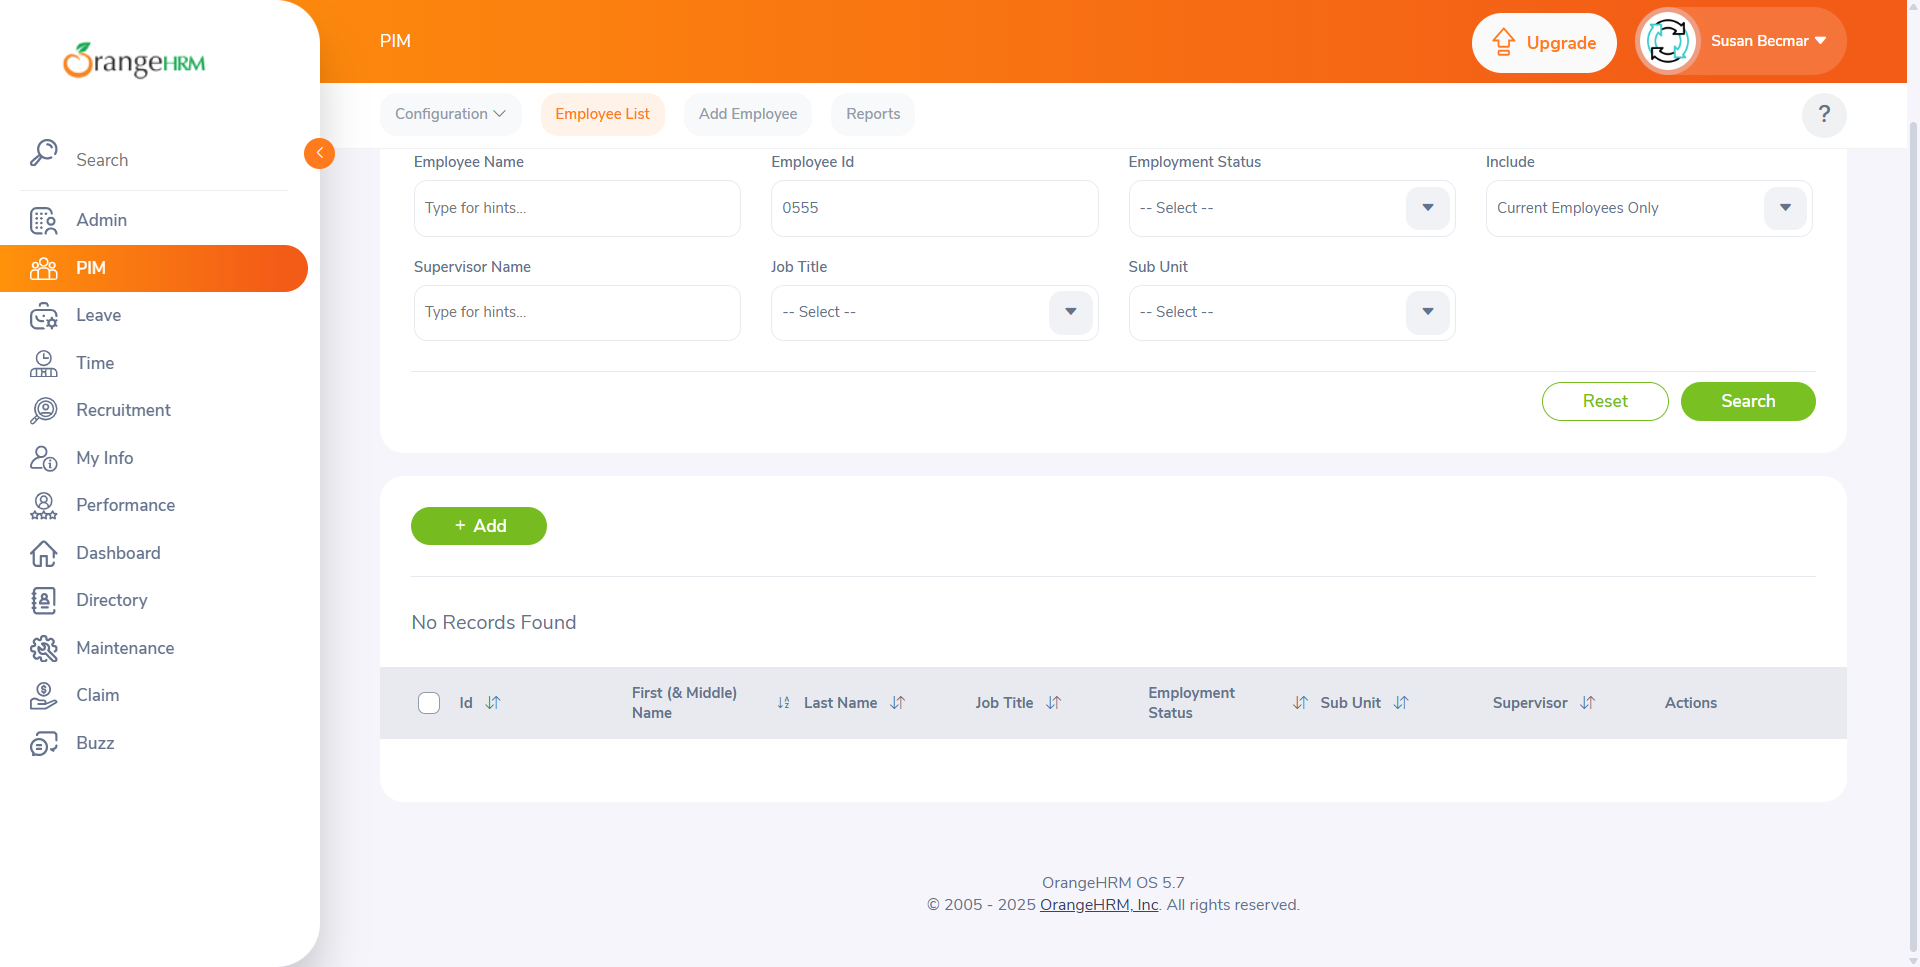 OrangeHRM
Search
Admin
PIM
Leave
Time
Recruitment
My Info
Performance
Dashboard
Directory
Maintenance
Claim
Buzz
PIM
Upgrade
Susan Becmar
Configuration
Employee List
Add Employee
Reports
?
Employee Name
Employee Id
Employment Status
Include
Type for hints...
0555
-- Select --
Current Employees Only
Supervisor Name
Job Title
Sub Unit
Type for hints...
-- Select --
-- Select --
Reset
Search
+ Add
No Records Found
Id
First (& Middle)
Name
Last Name
Job Title
Employment
Status
Sub Unit
Supervisor
Actions
OrangeHRM OS 5.7
© 2005 - 2025 OrangeHRM, Inc. All rights reserved.